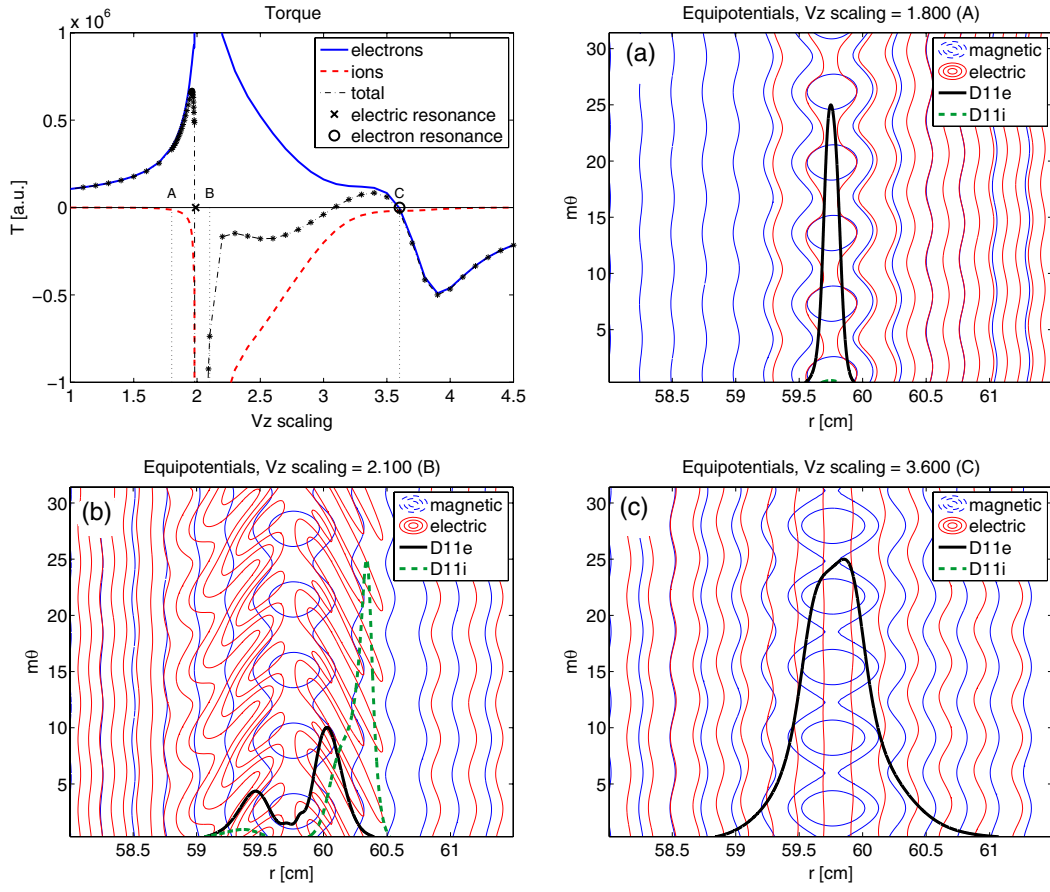 Torque
x 10^6
1
0.5
0
−0.5
−1
T [a.u.]
electrons
ions
total
electric resonance
electron resonance
A
B
C
1
1.5
2
2.5
3
3.5
4
4.5
Vz scaling
Equipotentials, Vz scaling = 1.800 (A)
(a)
magnetic
electric
D11e
D11i
30
25
20
15
10
5
mθ
58.5
59
59.5
60
60.5
61
r [cm]
Equipotentials, Vz scaling = 2.100 (B)
(b)
magnetic
electric
D11e
D11i
30
25
20
15
10
5
mθ
58.5
59
59.5
60
60.5
61
r [cm]
Equipotentials, Vz scaling = 3.600 (C)
(c)
magnetic
electric
D11e
D11i
30
25
20
15
10
5
mθ
58.5
59
59.5
60
60.5
61
r [cm]